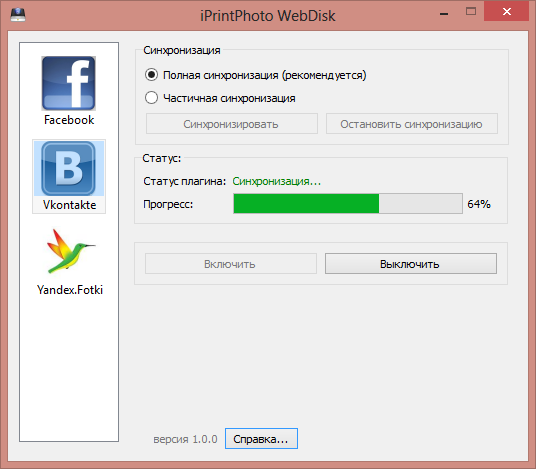 iPrintPhoto WebDisk
Facebook
Vkontakte
Yandex.Fotki
Синхронизация
Полная синхронизация (рекомендуется)
Частичная синхронизация
Синхронизировать Остановить синхронизацию
Статус:
Статус плагина: Синхронизация...
Прогресс: 64%
Включить Выключить
версия 1.0.0 Справка...